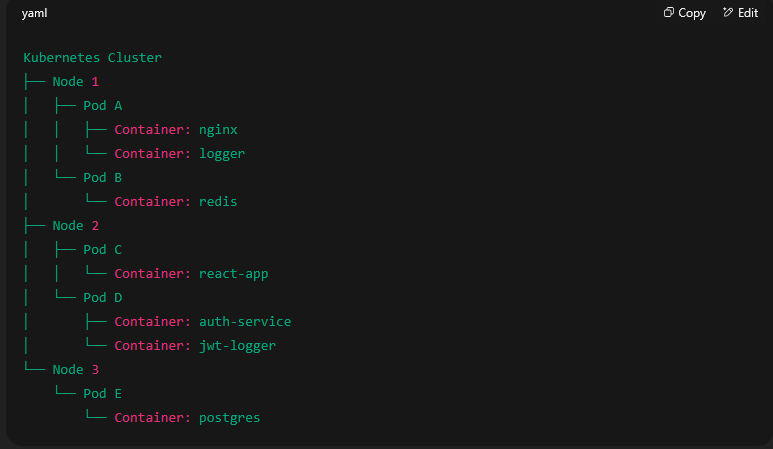 yaml
Copy
Edit
Kubernetes Cluster
├── Node 1
│   ├── Pod A
│   │   ├── Container: nginx
│   │   └── Container: logger
│   └── Pod B
│       └── Container: redis
├── Node 2
│   ├── Pod C
│   │   └── Container: react-app
│   └── Pod D
│       ├── Container: auth-service
│       └── Container: jwt-logger
└── Node 3
    └── Pod E
        └── Container: postgres